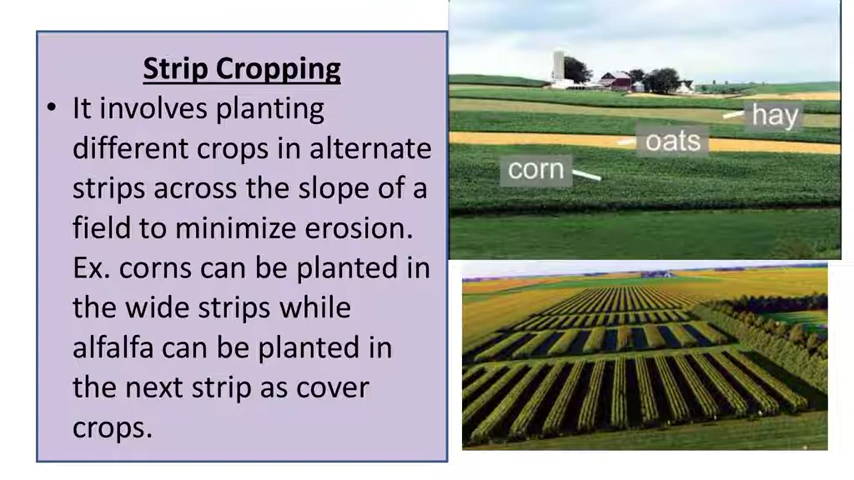 Strip Cropping
• It involves planting
different crops in alternate
strips across the slope of a
field to minimize erosion.
Ex. corns can be planted in
the wide strips while
alfalfa can be planted in
the next strip as cover
crops.
hay
oats
corn